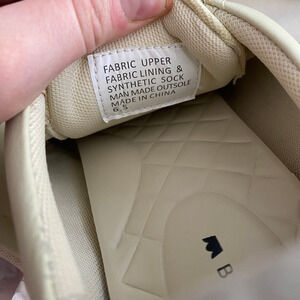 FABRIC UPPER
FABRIC LINING &
SYNTHETIC SOCK
MAN MADE OUTSOLE
MADE IN CHINA
6.5
B